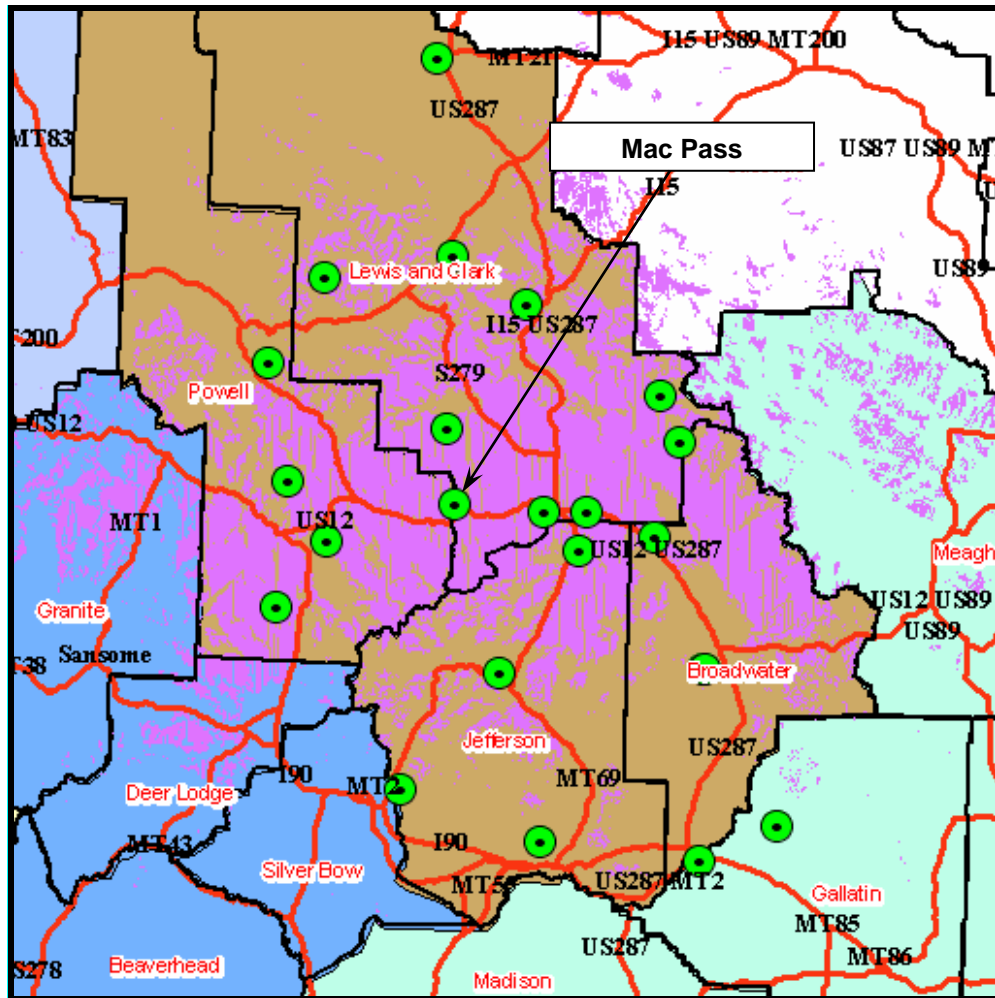 I15 US89 MT200
MT21
US287
MT83
Mac Pass
US87 US89 M
I15
US89
Lewis and Clark
I15 US287
200
S279
Powell
US12
MT1
US12
US12 US287
Meagh
Granite
US12 US89
US89
Sansome
38
Broadwater
Jefferson
US287
I90
MT2
MT69
Deer Lodge
MT43
I90
Silver Bow
MT55
US287 MT2
Gallatin
MT85
US287
MT86
S278
Beaverhead
Madison